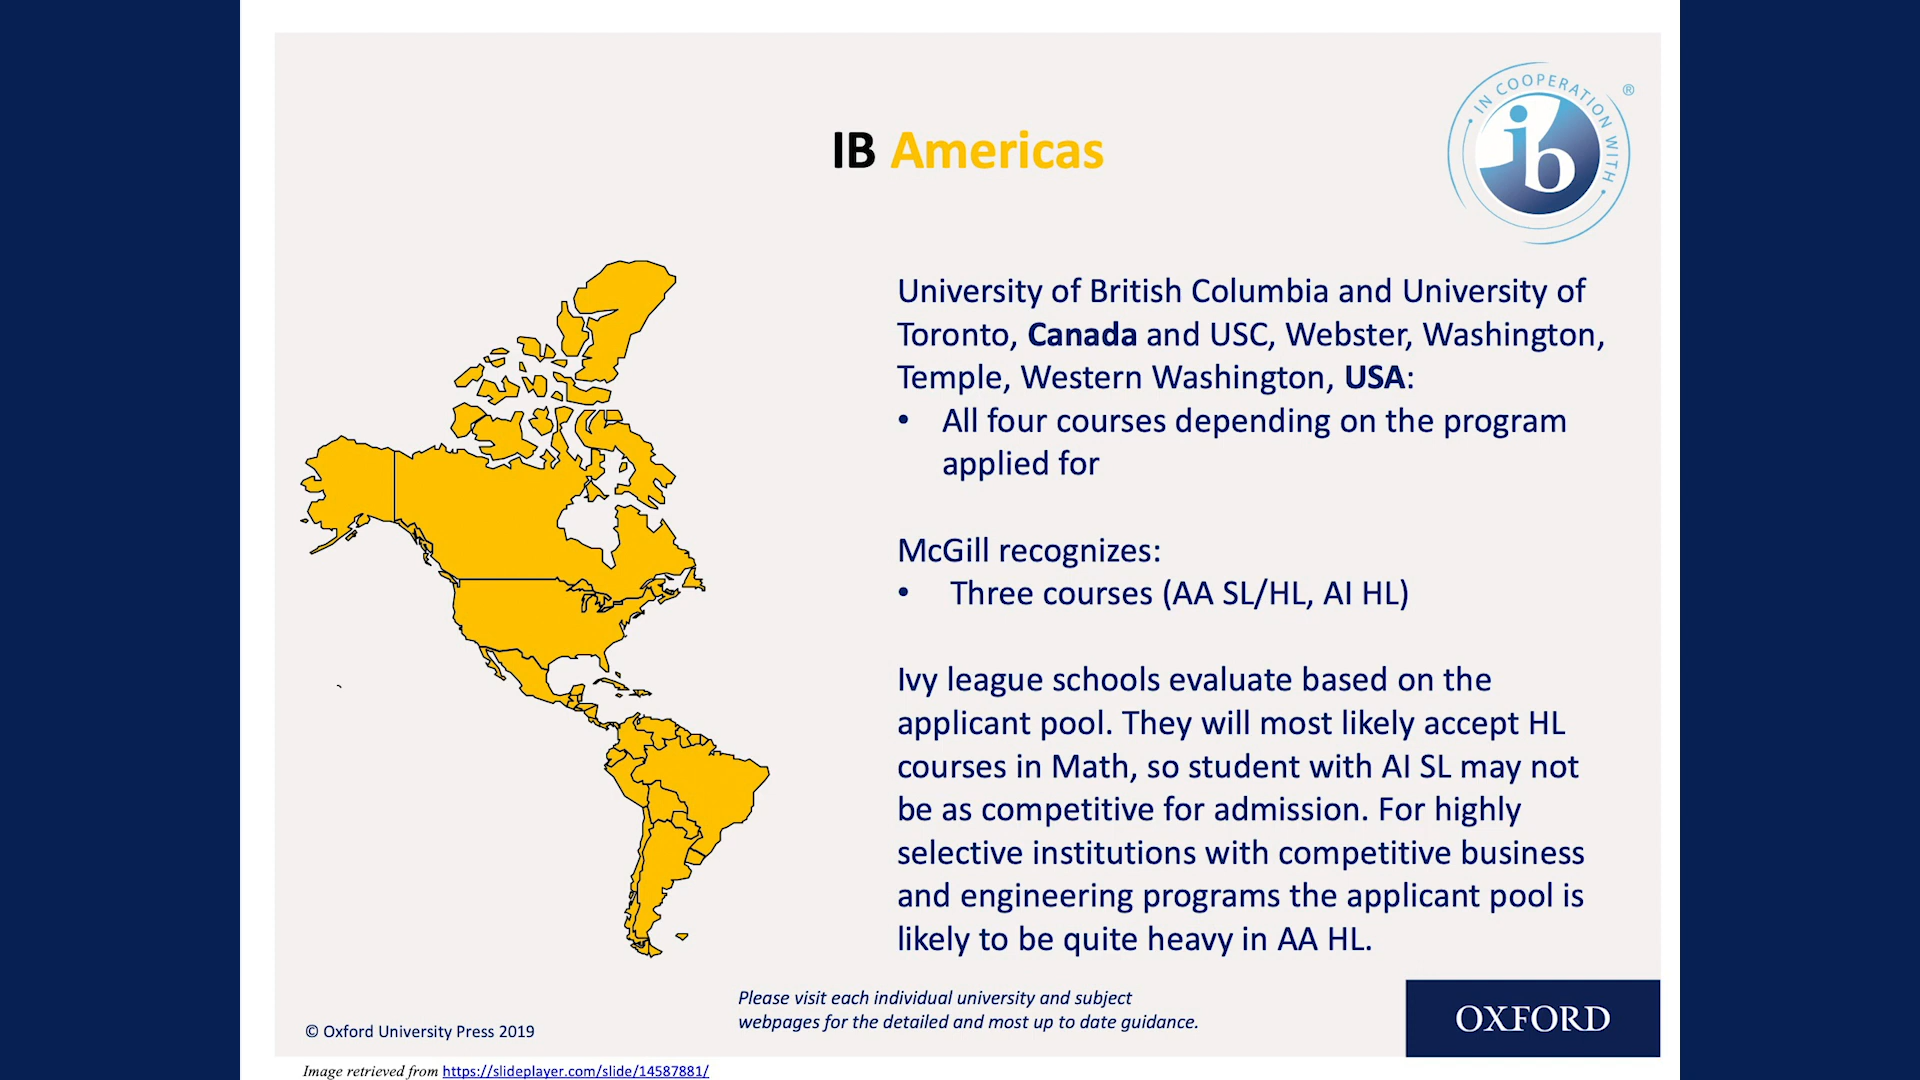 IN COOPERATION WITH ®
ib
IB Americas
University of British Columbia and University of
Toronto, Canada and USC, Webster, Washington,
Temple, Western Washington, USA:
• All four courses depending on the program
applied for
McGill recognizes:
• Three courses (AA SL/HL, AI HL)
Ivy league schools evaluate based on the
applicant pool. They will most likely accept HL
courses in Math, so student with AI SL may not
be as competitive for admission. For highly
selective institutions with competitive business
and engineering programs the applicant pool is
likely to be quite heavy in AA HL.
Please visit each individual university and subject
webpages for the detailed and most up to date guidance.
© Oxford University Press 2019
OXFORD
Image retrieved from https://slideplayer.com/slide/14587881/